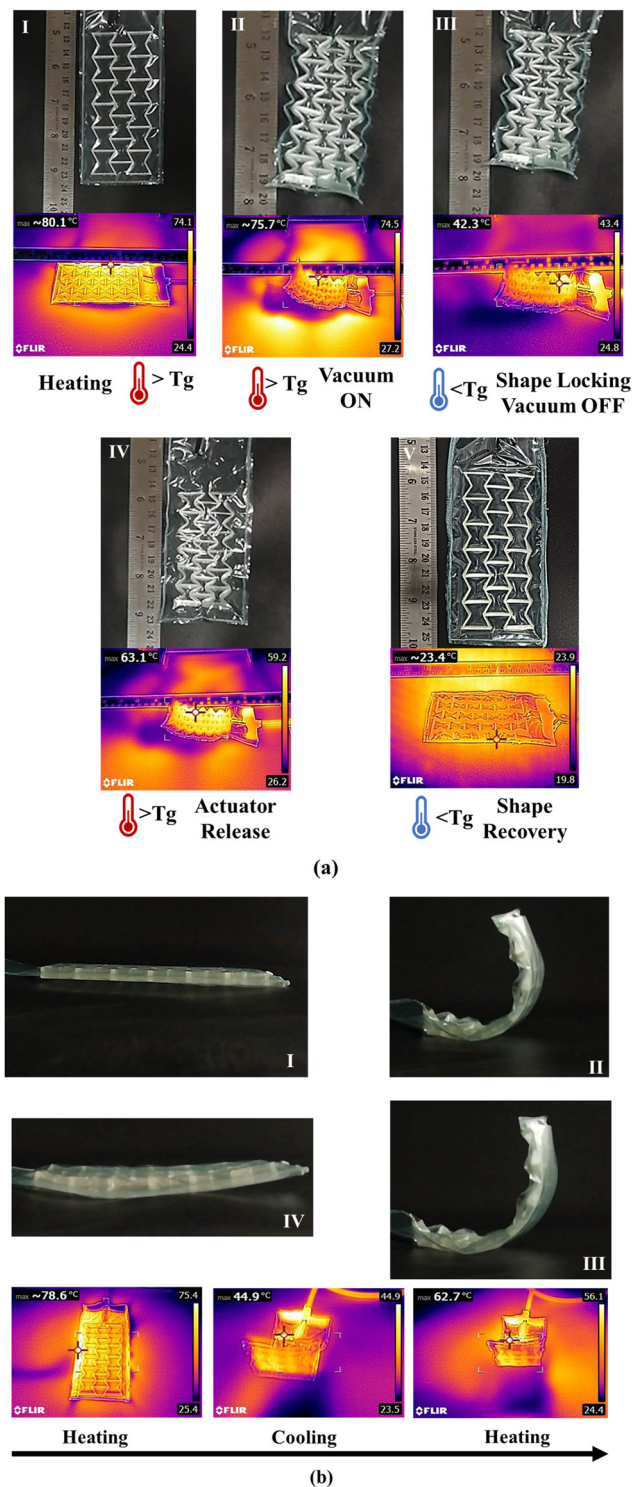 I
II
III
max ~80.1 °C
74.1
24.4
FLIR
max ~75.7 °C
74.5
27.2
FLIR
max 42.3 °C
43.4
24.8
FLIR
Heating > Tg
> Tg Vacuum
ON
<Tg Shape Locking
Vacuum OFF
IV
V
max 63.1 °C
59.2
26.2
FLIR
max ~23.4 °C
23.9
19.8
FLIR
>Tg Actuator
Release
<Tg Shape
Recovery
(a)
I
II
IV
III
max ~78.6 °C
75.4
25.4
FLIR
max 44.9 °C
44.9
23.5
FLIR
max 62.7 °C
56.1
24.4
FLIR
Heating
Cooling
Heating
(b)